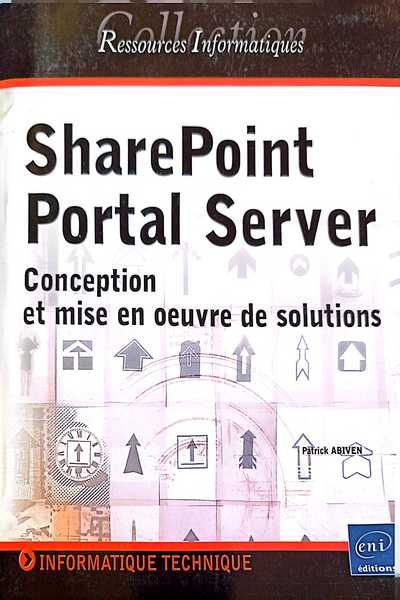 Collection
Ressources Informatiques
SharePoint
Portal Server
Conception
et mise en oeuvre de solutions
Patrick ABIVEN
eni
éditions
INFORMATIQUE TECHNIQUE